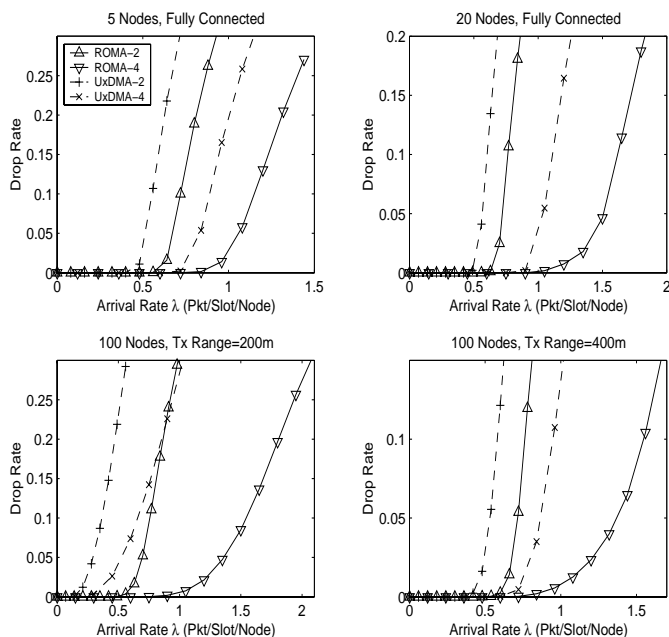 5 Nodes, Fully Connected
ROMA-2
ROMA-4
UxDMA-2
UxDMA-4
Drop Rate
0.25
0.2
0.15
0.1
0.05
0
0 0.5 1 1.5
Arrival Rate λ (Pkt/Slot/Node)
20 Nodes, Fully Connected
Drop Rate
0.2
0.15
0.1
0.05
0
0 0.5 1 1.5 2
Arrival Rate λ (Pkt/Slot/Node)
100 Nodes, Tx Range=200m
Drop Rate
0.25
0.2
0.15
0.1
0.05
0
0 0.5 1 1.5 2
Arrival Rate λ (Pkt/Slot/Node)
100 Nodes, Tx Range=400m
Drop Rate
0.1
0.05
0
0 0.5 1 1.5
Arrival Rate λ (Pkt/Slot/Node)